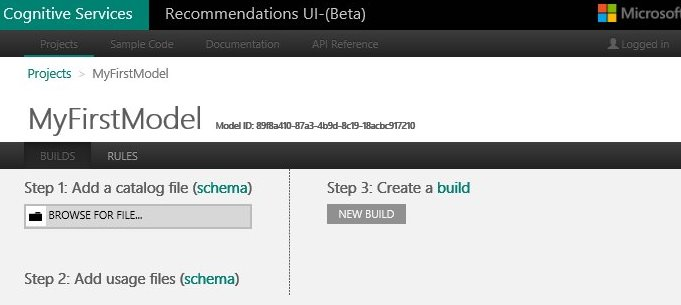 Cognitive Services Recommendations UI-(Beta) Microsoft
Projects Sample Code Documentation API Reference Logged in
Projects > MyFirstModel
MyFirstModel Model ID: 89f8a410-87a3-4b9d-8c19-18acbc917210
BUILDS RULES
Step 1: Add a catalog file (schema) Step 3: Create a build
BROWSE FOR FILE... NEW BUILD
Step 2: Add usage files (schema)